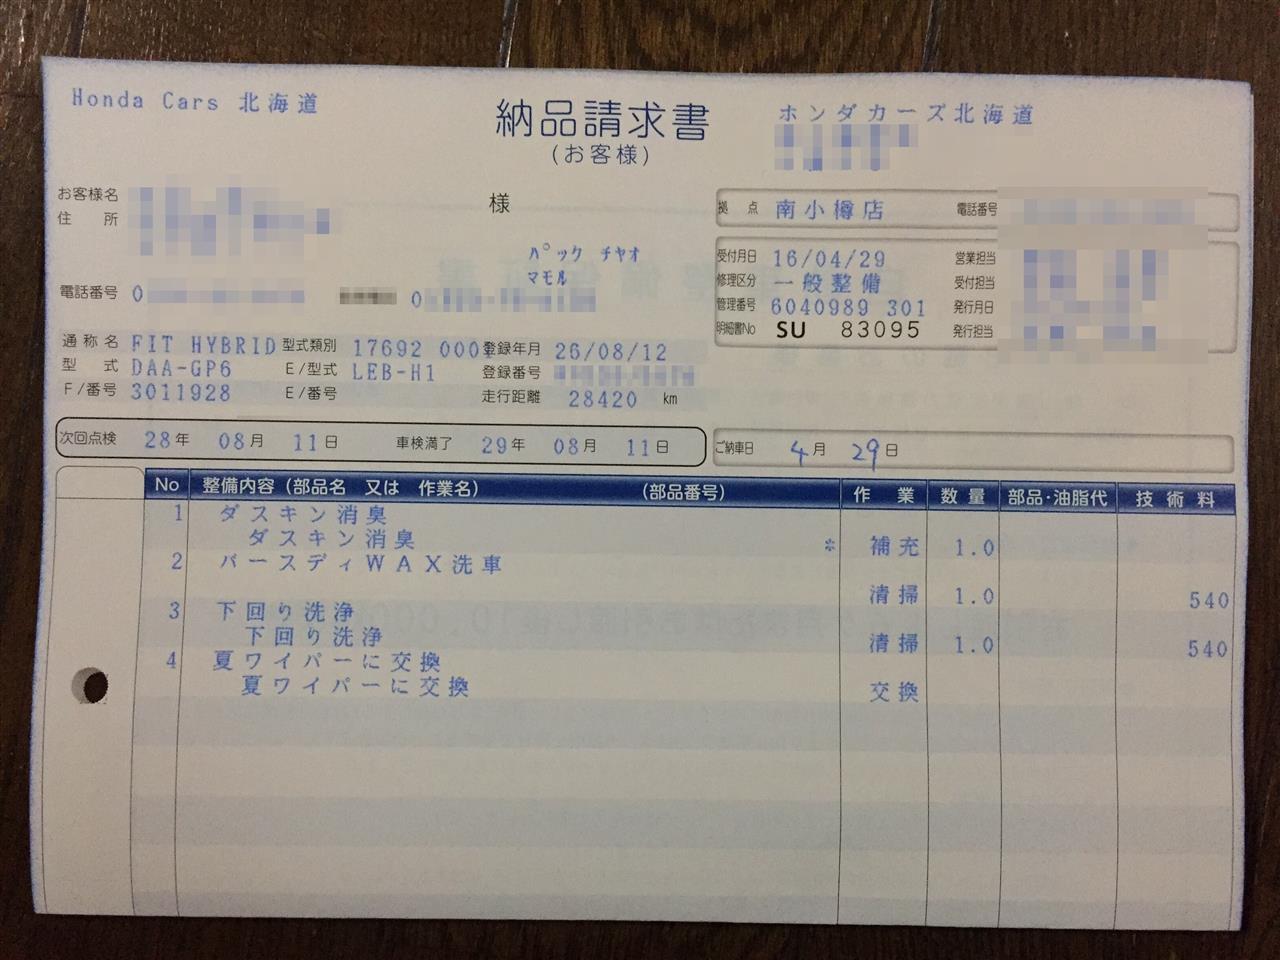 Honda Cars 北海道
納品請求書
(お客様)
ホンダカーズ北海道
お客様名
様
住所
拠点 南小樽店 電話番号
パック チヤオ
マモル
受付月日 16/04/29 営業担当
修理区分 一般整備 受付担当
管理番号 6040989 301 発行月日
明細書No SU 83095 発行担当
電話番号 0 0
通称名 FIT HYBRID 型式類別 17692 000 登録年月 26/08/12
型式 DAA-GP6 E/型式 LEB-H1 登録番号
F/番号 3011928 E/番号 走行距離 28420 km
次回点検 28年 08月 11日 車検満了 29年 08月 11日 ご納車日 4月 29日
No 整備内容(部品名 又は 作業名) (部品番号) 作業 数量 部品・油脂代 技術料
1 ダスキン消臭
ダスキン消臭 * 補充 1.0
2 バースディWAX洗車
清掃 1.0 540
3 下回り洗浄
下回り洗浄 清掃 1.0 540
4 夏ワイパーに交換
夏ワイパーに交換 交換